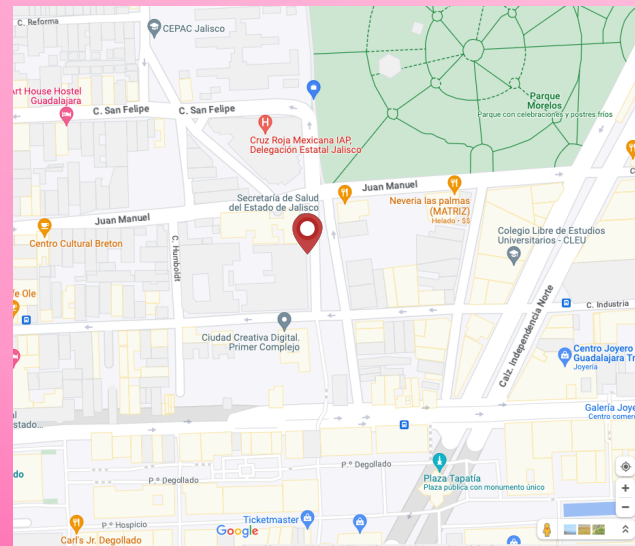 C. Reforma
CEPAC Jalisco
Art House Hostel
Guadalajara
C. San Felipe
C. San Felipe
Cruz Roja Mexicana IAP,
Delegación Estatal Jalisco
Parque
Morelos
Parque con celebraciones y postres fríos
Juan Manuel
Secretaría de Salud
del Estado de Jalisco
Nevería las palmas
(MATRIZ)
Helado • $$
Juan Manuel
Centro Cultural Breton
C. Humboldt
Colegio Libre de Estudios
Universitarios - CLEU
Calz. Independencia Norte
Ole
C. Industria
Ciudad Creativa Digital.
Primer Complejo
Centro Joyero
Guadalajara
Joyería
Galería
Centro
P.º Degollado
P.º Degollado
Plaza Tapatía
Plaza pública con monumento único
P.º Hospicio
Carl's Jr. Degollado
Ticketmaster
Google